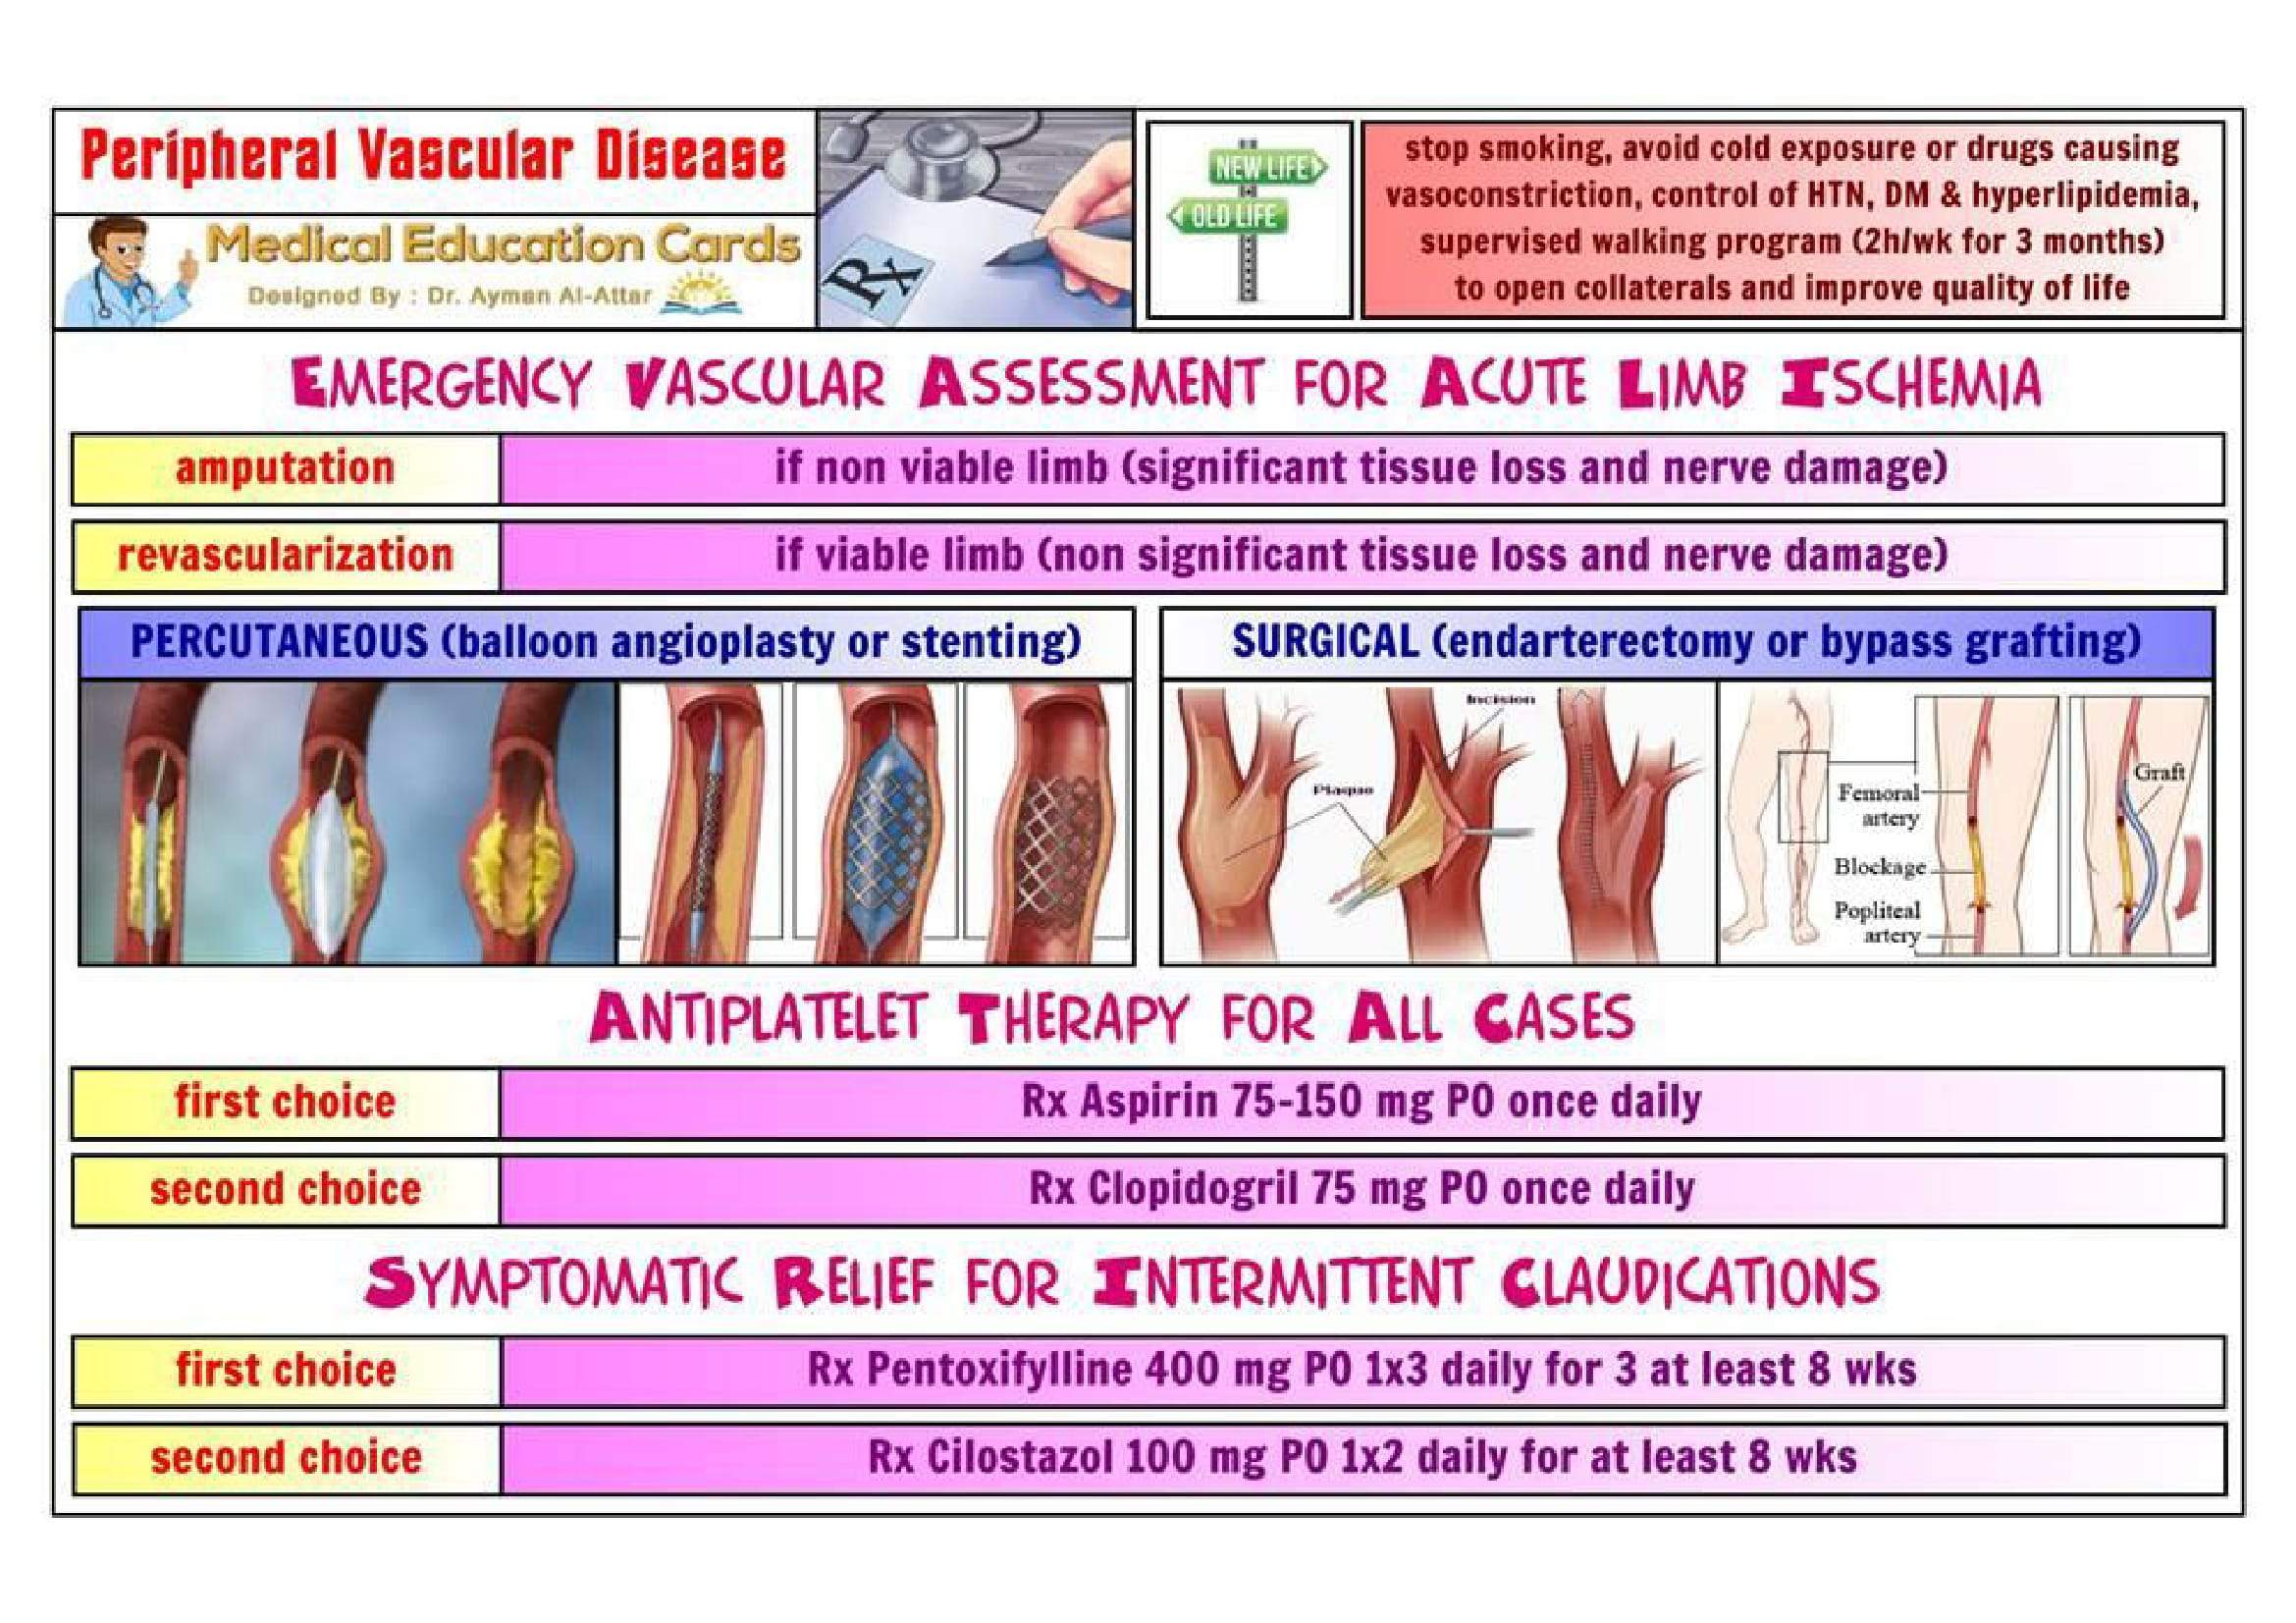 Peripheral Vascular Disease
Medical Education Cards
Designed By : Dr. Ayman Al-Attar
Rx
NEW LIFE
OLD LIFE
stop smoking, avoid cold exposure or drugs causing
vasoconstriction, control of HTN, DM & hyperlipidemia,
supervised walking program (2h/wk for 3 months)
to open collaterals and improve quality of life
EMERGENCY VASCULAR ASSESSMENT FOR ACUTE LIMB ISCHEMIA
amputation
if non viable limb (significant tissue loss and nerve damage)
revascularization
if viable limb (non significant tissue loss and nerve damage)
PERCUTANEOUS (balloon angioplasty or stenting)
SURGICAL (endarterectomy or bypass grafting)
Incision
Plaque
Femoral
artery
Blockage
Popliteal
artery
Graft
ANTIPLATELET THERAPY FOR ALL CASES
first choice
Rx Aspirin 75-150 mg PO once daily
second choice
Rx Clopidogril 75 mg PO once daily
SYMPTOMATIC RELIEF FOR INTERMITTENT CLAUDICATIONS
first choice
Rx Pentoxifylline 400 mg PO 1x3 daily for 3 at least 8 wks
second choice
Rx Cilostazol 100 mg PO 1x2 daily for at least 8 wks